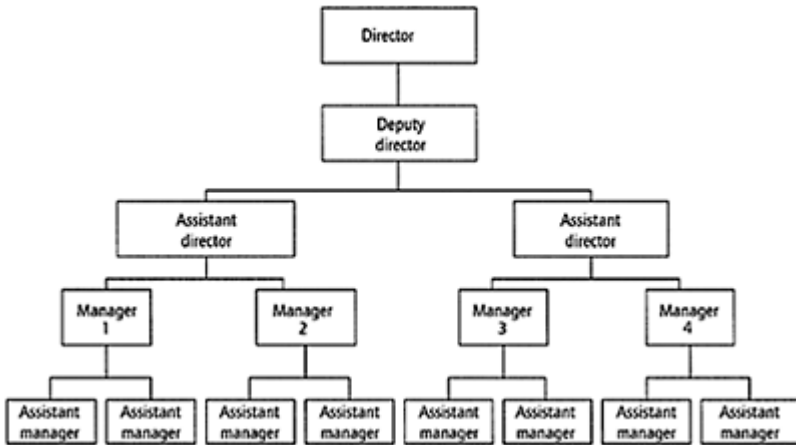 Director
Deputy
director
Assistant
director
Assistant
director
Manager
1
Manager
2
Manager
3
Manager
4
Assistant
manager
Assistant
manager
Assistant
manager
Assistant
manager
Assistant
manager
Assistant
manager
Assistant
manager
Assistant
manager